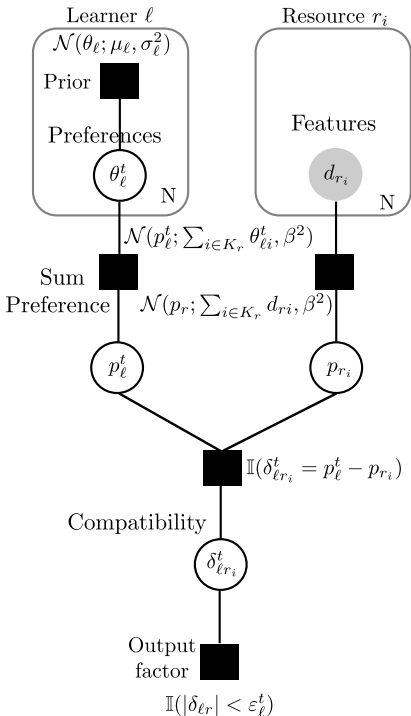 Learner ℓ
Resource r_i
𝒩(θ_ℓ; μ_ℓ, σ_ℓ^2)
Prior
Preferences
Features
θ_ℓ^t
d_{r_i}
N
N
𝒩(p_ℓ^t; ∑_{i∈K_r} θ_{ℓi}^t, β^2)
Sum
Preference
𝒩(p_r; ∑_{i∈K_r} d_{ri}, β^2)
p_ℓ^t
p_{r_i}
𝕀(δ_{ℓr_i}^t = p_ℓ^t − p_{r_i})
Compatibility
δ_{ℓr_i}^t
Output
factor
𝕀(|δ_{ℓr}| < ε_ℓ^t)